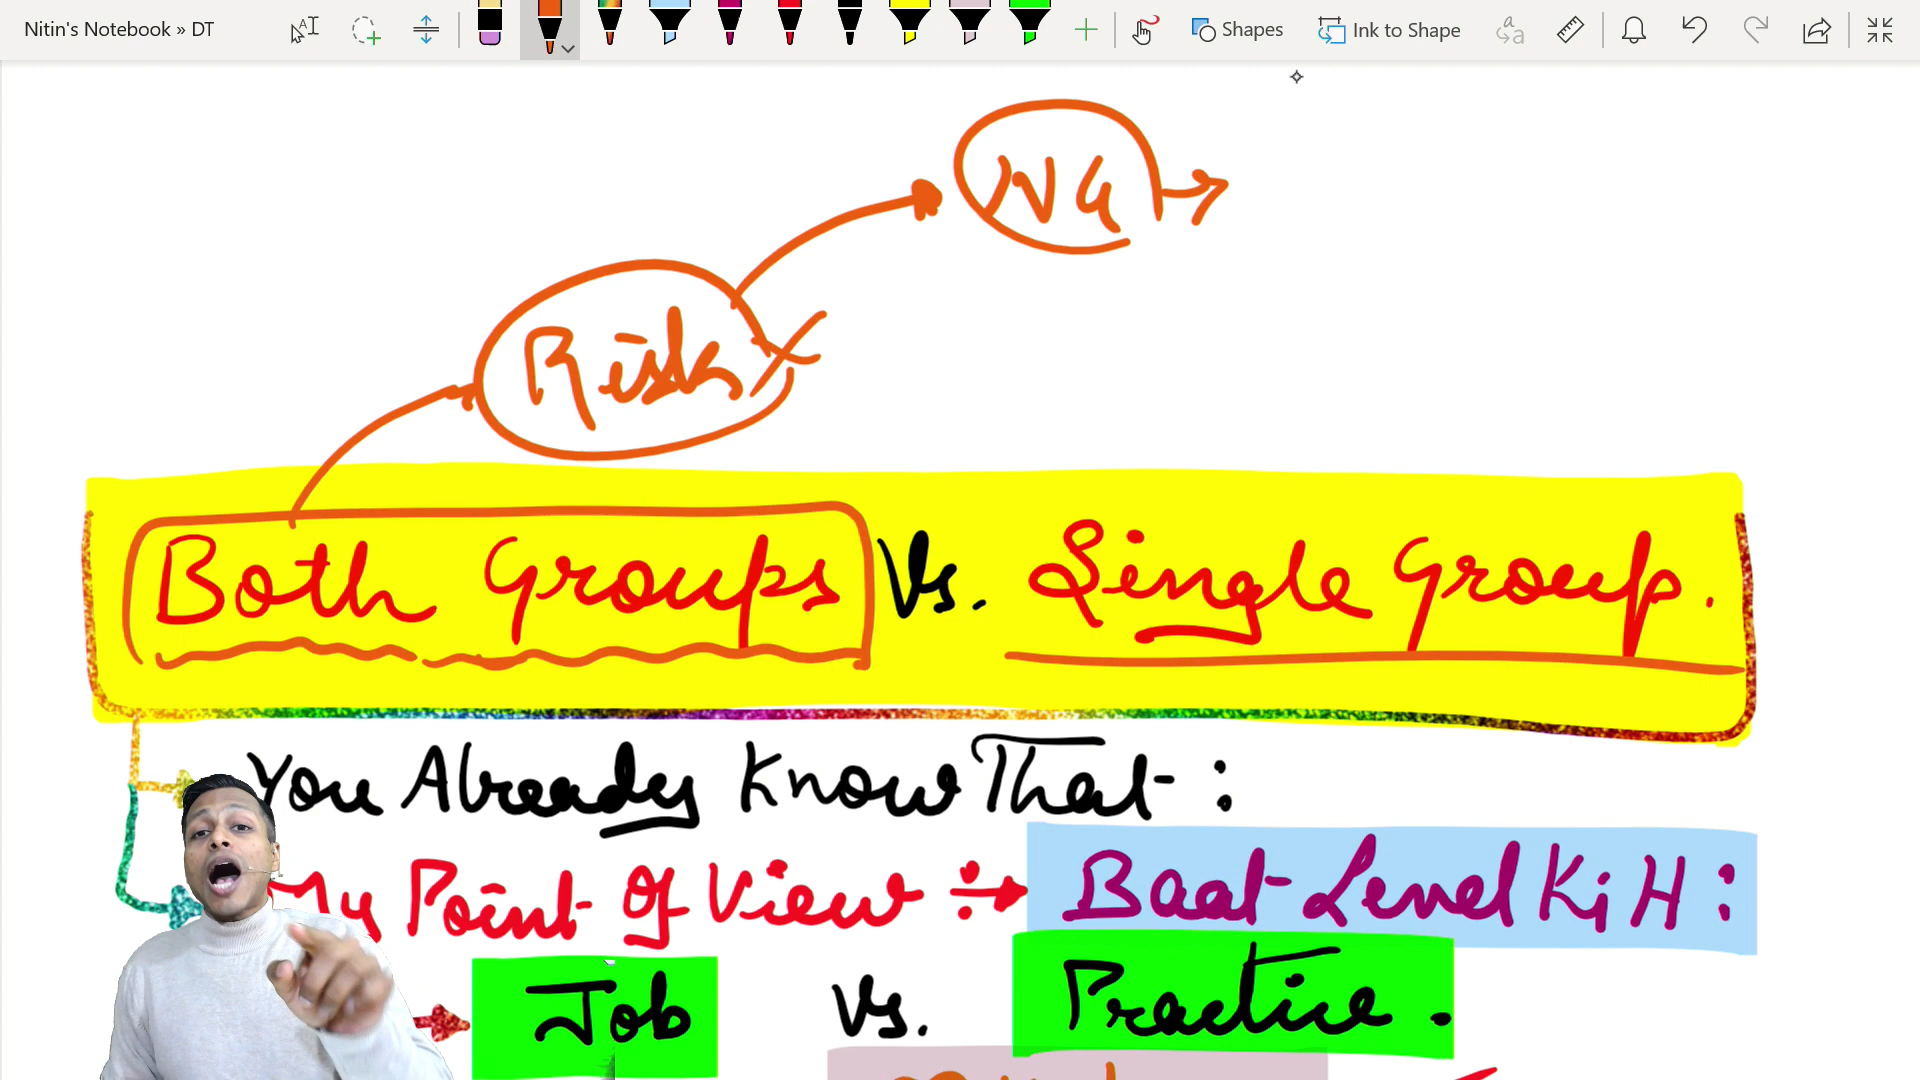 Nitin's Notebook » DT
Shapes
Ink to Shape
NG
Risk
Both Groups Vs. Single Group.
You Already Know That :
My Point Of View ÷→ Baat Level Ki H :
Job Vs. Practice.